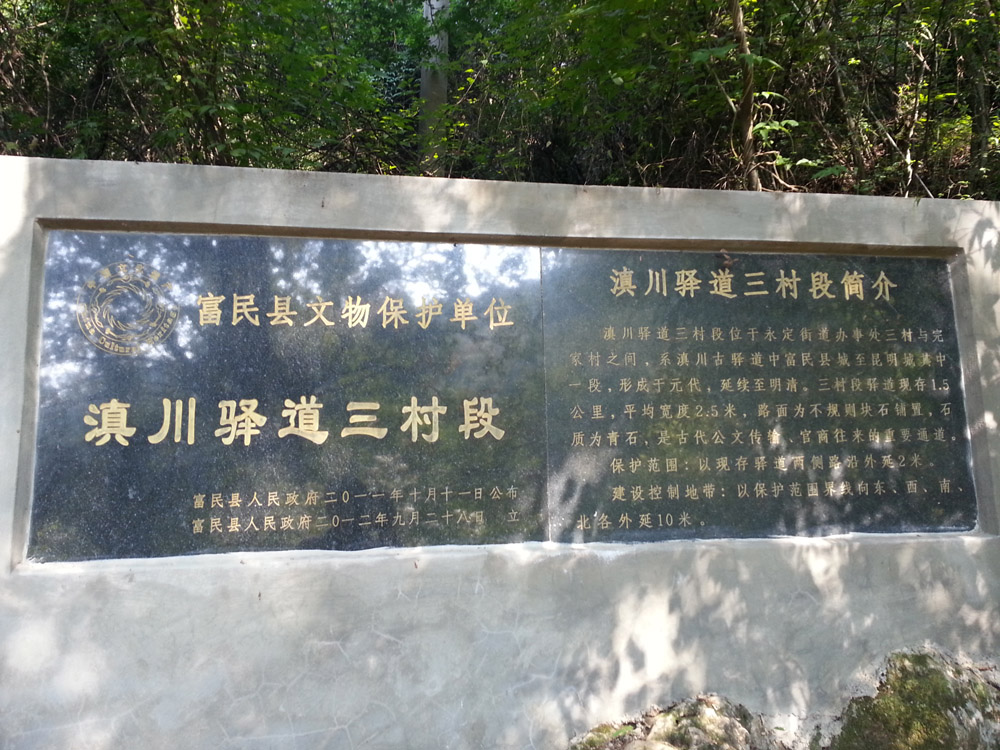 富民县文物保护单位
滇川驿道三村段
富民县人民政府二〇一一年十月十一日公布
富民县人民政府二〇一二年九月二十八日 立
滇川驿道三村段简介
滇川驿道三村段位于永定街道办事处三村与完
家村之间，系滇川古驿道中富民县城至昆明城其中
一段，形成于元代，延续至明清。三村段驿道现存1.5
公里，平均宽度2.5米，路面为不规则块石铺置，石
质为青石，是古代公文传输、官商往来的重要通道。
保护范围：以现存驿道两侧路沿外延2米
建设控制地带：以保护范围界线向东、西、南、
北各外延10米。